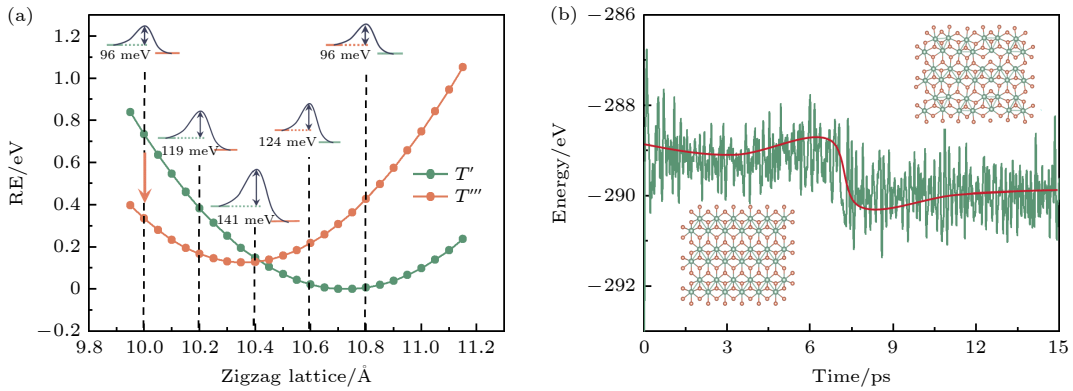 (a)
1.2
1.0
0.8
0.6
0.4
0.2
0
−0.2
RE/eV
9.8
10.0
10.2
10.4
10.6
10.8
11.0
11.2
Zigzag lattice/Å
96 meV
119 meV
141 meV
124 meV
96 meV
T′
T‴
(b)
−286
−288
−290
−292
Energy/eV
0
3
6
9
12
15
Time/ps